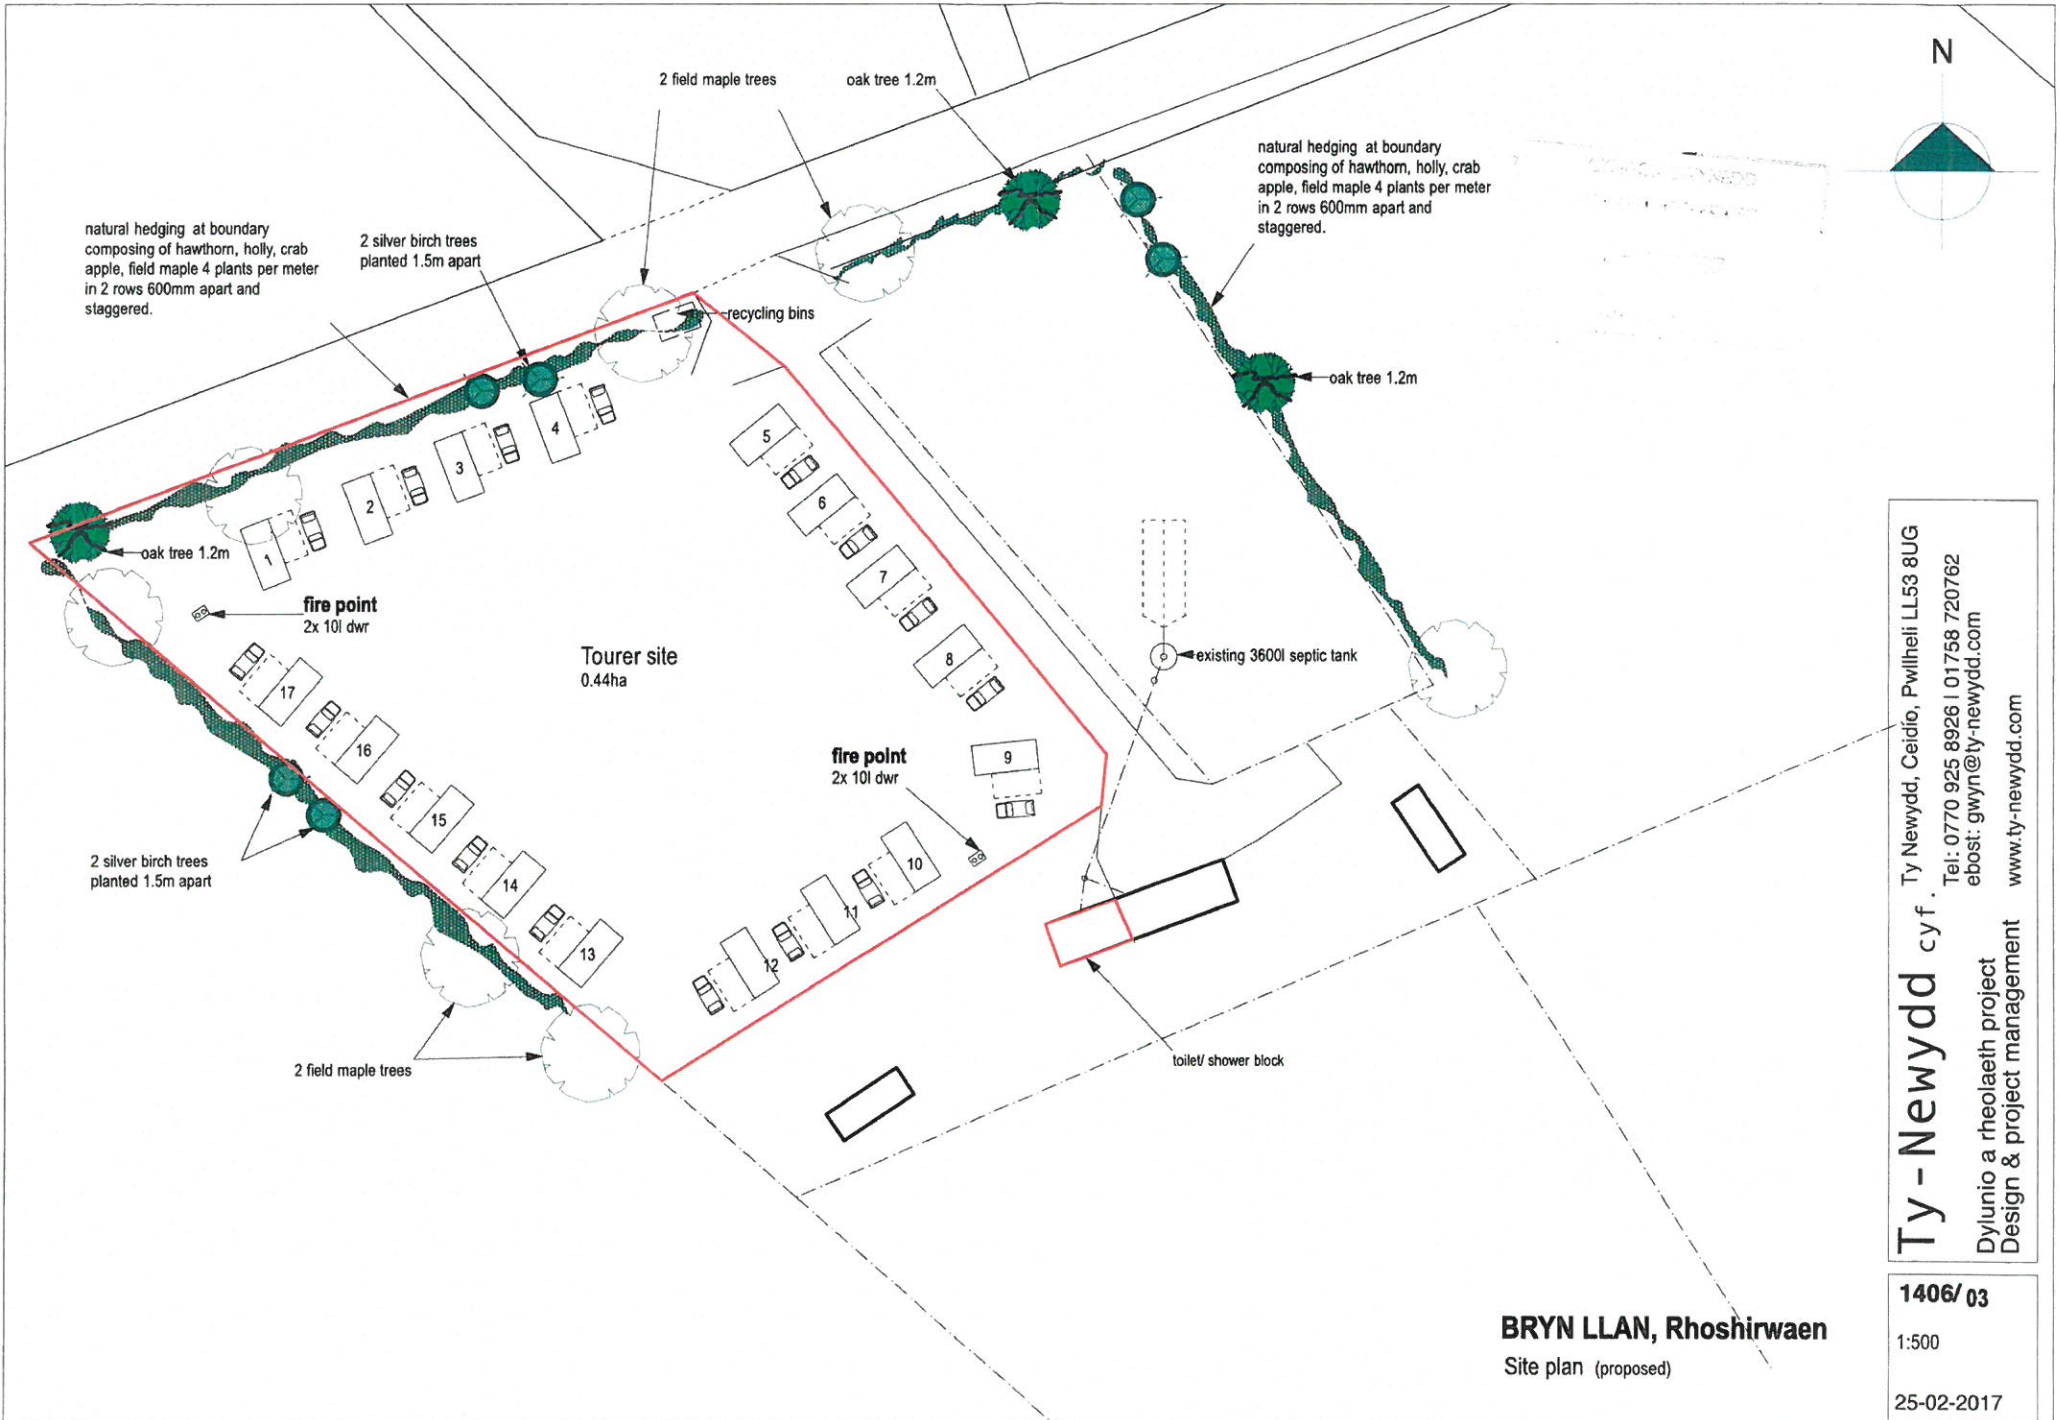 2 field maple trees
oak tree 1.2m
N
natural hedging at boundary
composing of hawthorn, holly, crab
apple, field maple 4 plants per meter
in 2 rows 600mm apart and
staggered.
natural hedging at boundary
composing of hawthorn, holly, crab
apple, field maple 4 plants per meter
in 2 rows 600mm apart and
staggered.
2 silver birch trees
planted 1.5m apart
recycling bins
oak tree 1.2m
4
5
3
2
6
1
oak tree 1.2m
7
fire point
2x 10l dwr
Tourer site
0.44ha
8
existing 3600l septic tank
17
16
9
fire point
2x 10l dwr
15
2 silver birch trees
planted 1.5m apart
10
14
11
13
12
2 field maple trees
toilet/ shower block
Ty-Newydd cyf.
Ty Newydd, Ceidio, Pwllheli LL53 8UG
Tel: 0770 925 8926 | 01758 720762
ebost: gwyn@ty-newydd.com
Dylunio a rheolaeth project
Design & project management
www.ty-newydd.com
BRYN LLAN, Rhoshirwaen
Site plan (proposed)
1406/ 03
1:500
25-02-2017